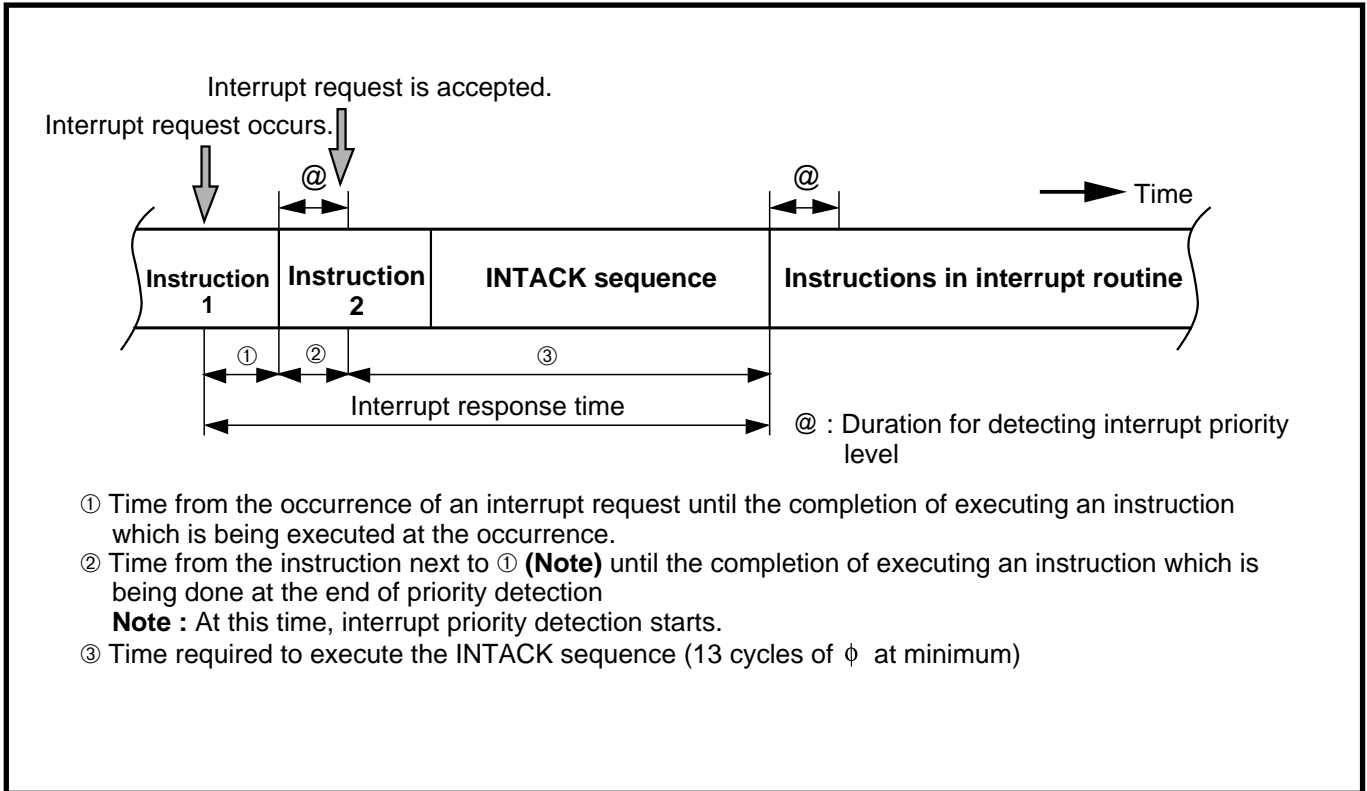 Interrupt request is accepted.
Interrupt request occurs.
@
@
Time
Instruction
1
Instruction
2
INTACK sequence
Instructions in interrupt routine
①
②
③
Interrupt response time
@ : Duration for detecting interrupt priority
level
① Time from the occurrence of an interrupt request until the completion of executing an instruction
which is being executed at the occurrence.
② Time from the instruction next to ① (Note) until the completion of executing an instruction which is
being done at the end of priority detection
Note : At this time, interrupt priority detection starts.
③ Time required to execute the INTACK sequence (13 cycles of ϕ at minimum)